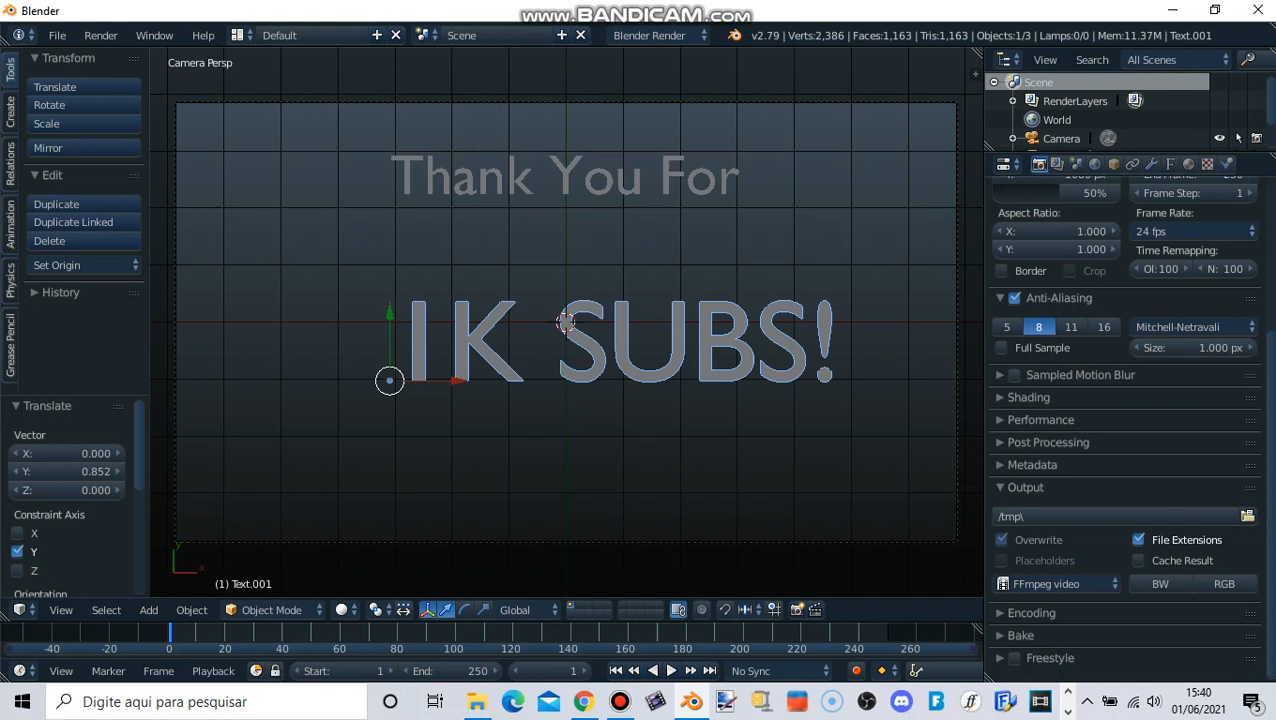 Blender
www.BANDICAM.com
File Render Window Help Default Scene Blender Render v2.79 | Verts:2,386 | Faces:1,163 | Tris:1,163 | Objects:1/3 | Lamps:0/0 | Mem:11.37M | Text.001
Tools
Create
Relations
Animation
Physics
Grease Pencil
Transform
Translate
Rotate
Scale
Mirror
Edit
Duplicate
Duplicate Linked
Delete
Set Origin
History
Translate
Vector
X: 0.000
Y: 0.852
Z: 0.000
Constraint Axis
X
Y
Z
Orientation
Camera Persp
Thank You For
IK SUBS!
y
x
(1) Text.001
View Search All Scenes
Scene
RenderLayers
World
Camera
50%
Frame Step: 1
Aspect Ratio:
Frame Rate:
X: 1.000
24 fps
Y: 1.000
Time Remapping:
Border
Crop
Ol:100
N: 100
Anti-Aliasing
5 8 11 16
Mitchell-Netravali
Full Sample
Size: 1.000 px
Sampled Motion Blur
Shading
Performance
Post Processing
Metadata
Output
/tmp\
Overwrite
File Extensions
Placeholders
Cache Result
FFmpeg video
BW
RGB
Encoding
Bake
Freestyle
View Select Add Object Object Mode Global
-40 -20 0 20 40 60 80 100 120 140 160 180 200 220 240 260
View Marker Frame Playback Start: 1 End: 250 1 No Sync
Digite aqui para pesquisar
15:40
01/06/2021
5